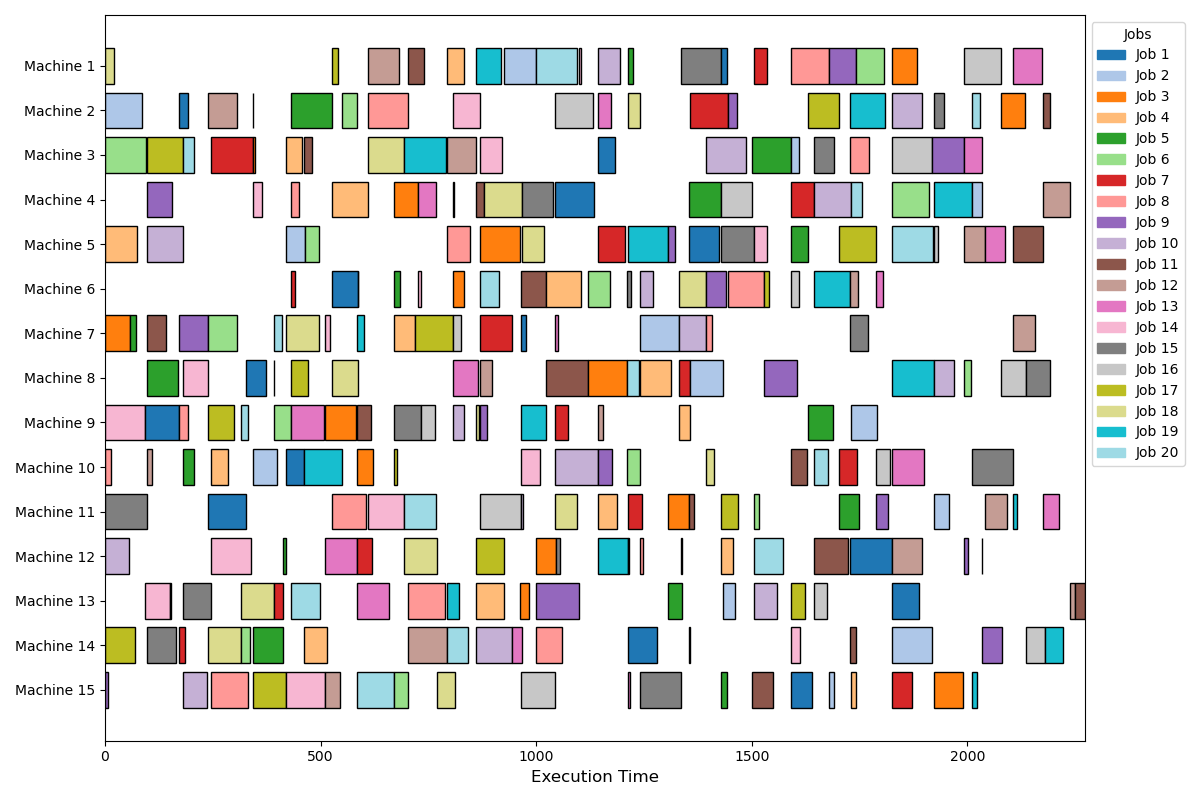 Machine 1
Machine 2
Machine 3
Machine 4
Machine 5
Machine 6
Machine 7
Machine 8
Machine 9
Machine 10
Machine 11
Machine 12
Machine 13
Machine 14
Machine 15
0 500 1000 1500 2000
Execution Time
Jobs
Job 1
Job 2
Job 3
Job 4
Job 5
Job 6
Job 7
Job 8
Job 9
Job 10
Job 11
Job 12
Job 13
Job 14
Job 15
Job 16
Job 17
Job 18
Job 19
Job 20